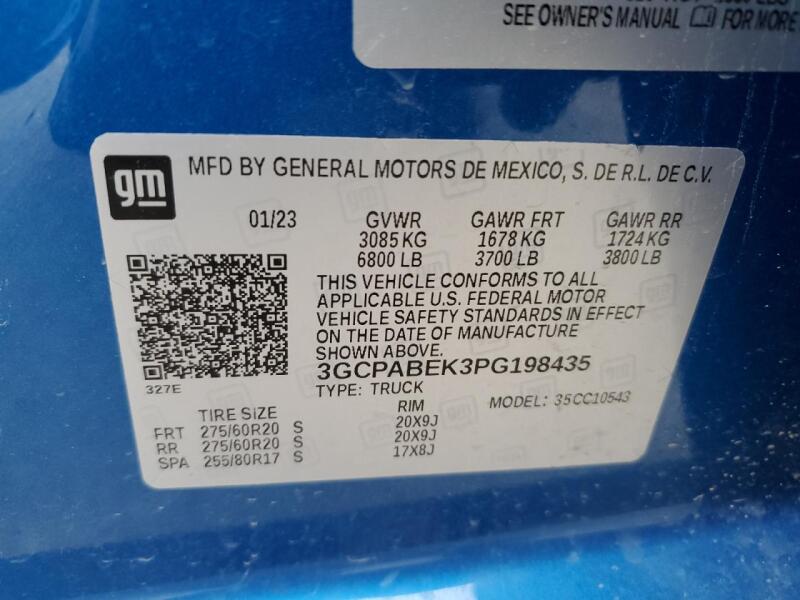 SEE OWNER'S MANUAL FOR MORE
gm
MFD BY GENERAL MOTORS DE MEXICO, S. DE R.L. DE C.V.
01/23 GVWR GAWR FRT GAWR RR
3085 KG 1678 KG 1724 KG
6800 LB 3700 LB 3800 LB
THIS VEHICLE CONFORMS TO ALL
APPLICABLE U.S. FEDERAL MOTOR
VEHICLE SAFETY STANDARDS IN EFFECT
ON THE DATE OF MANUFACTURE
SHOWN ABOVE.
3GCPABEK3PG198435
327E
TYPE: TRUCK MODEL: 35CC10543
TIRE SIZE RIM
FRT 275/60R20 S 20X9J
RR 275/60R20 S 20X9J
SPA 255/80R17 S 17X8J